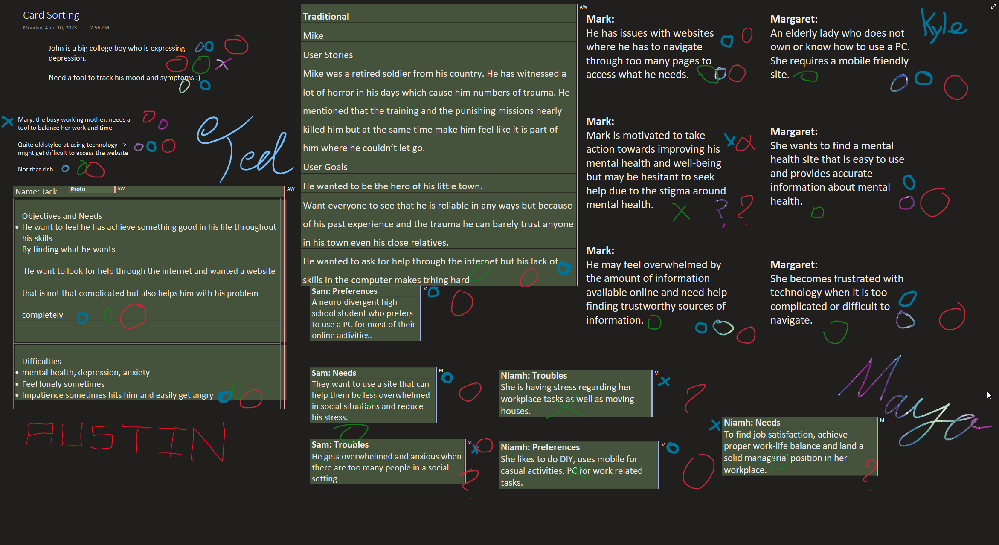 Card Sorting
Monday, April 10, 2023 2:56 PM
John is a big college boy who is expressing
depression.
Need a tool to track his mood and symptoms :)
Mary, the busy working mother, needs a
tool to balance her work and time.
Quite old styled at using technology -->
might get difficult to access the website
Not that rich.
Ted
Name: Jack
Proto
AW
AW
Objectives and Needs
• He want to feel he has achieve something good in his life throughout
his skills
By finding what he wants
He want to look for help through the internet and wanted a website
that is not that complicated but also helps him with his problem
completely
Difficulties
• mental health, depression, anxiety
• Feel lonely sometimes
• Impatience sometimes hits him and easily get angry
AUSTIN
Traditional
AW
Mike
User Stories
Mike was a retired soldier from his country. He has witnessed a
lot of horror in his days which cause him numbers of trauma. He
mentioned that the training and the punishing missions nearly
killed him but at the same time make him feel like it is part of
him where he couldn’t let go.
User Goals
He wanted to be the hero of his little town.
Want everyone to see that he is reliable in any ways but because
of his past experience and the trauma he can barely trust anyone
in his town even his close relatives.
He wanted to ask for help through the internet but his lack of
skills in the computer makes trhing hard
Sam: Preferences
M
A neuro-divergent high
school student who prefers
to use a PC for most of their
online activities.
Sam: Needs
M
They want to use a site that can
help them be less overwhelmed
in social situations and reduce
his stress.
Sam: Troubles
M
He gets overwhelmed and anxious when
there are too many people in a social
setting.
?
Niamh: Troubles
M
She is having stress regarding her
workplace tasks as well as moving
houses.
?
Niamh: Preferences
M
She likes to do DIY, uses mobile for
casual activities, PC for work related
tasks.
Mark:
He has issues with websites
where he has to navigate
through too many pages to
access what he needs.
Mark:
Mark is motivated to take
action towards improving his
mental health and well-being
but may be hesitant to seek
help due to the stigma around
mental health.
? ?
Mark:
He may feel overwhelmed by
the amount of information
available online and need help
finding trustworthy sources of
information.
Margaret:
An elderly lady who does not
own or know how to use a PC.
She requires a mobile friendly
site.
Kyle
Margaret:
She wants to find a mental
health site that is easy to use
and provides accurate
information about mental
health.
Margaret:
She becomes frustrated with
technology when it is too
complicated or difficult to
navigate.
Maya
Niamh: Needs
M
To find job satisfaction, achieve
proper work-life balance and land a
solid managerial position in her
workplace.
?